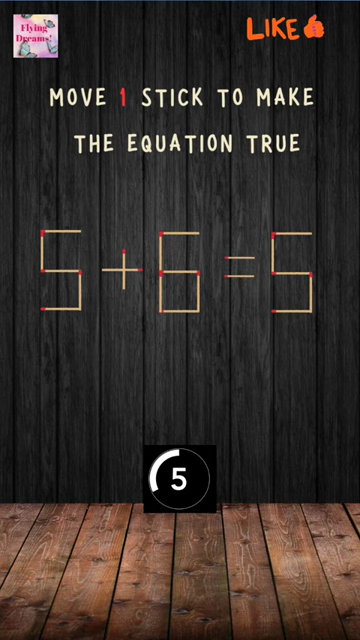 Flying
Dreams!
LIKE
MOVE 1 STICK TO MAKE
THE EQUATION TRUE
5+6=5
5